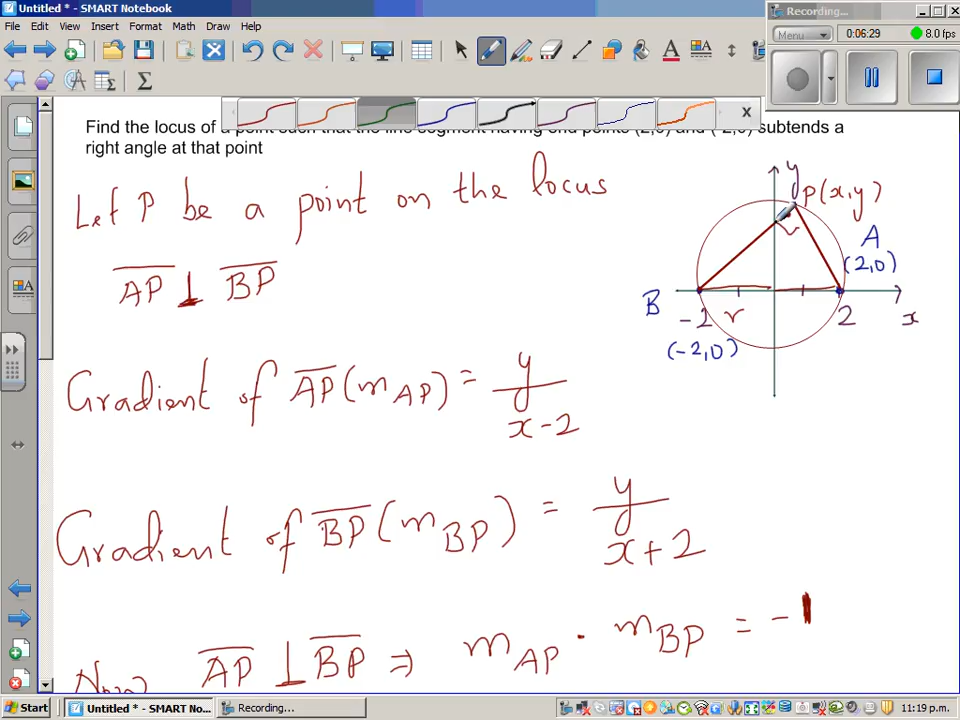 Untitled * - SMART Notebook
Recording...
File Edit View Insert Format Math Draw Help
Menu 0:06:29 8.0 fps
Find the locus of a point such that the line segment having end points (2,0) and (-2,0) subtends a
right angle at that point
Let P be a point on the locus
AP ⊥ BP
y
P(x,y)
A
(2,0)
B
-2 r 2 x
(-2,0)
Gradient of AP (m_AP) = y/(x-2)
Gradient of BP (m_BP) = y/(x+2)
Now, AP ⊥ BP ⇒ m_AP · m_BP = -1
Start Untitled * - SMART No... Recording... 11:19 p.m.